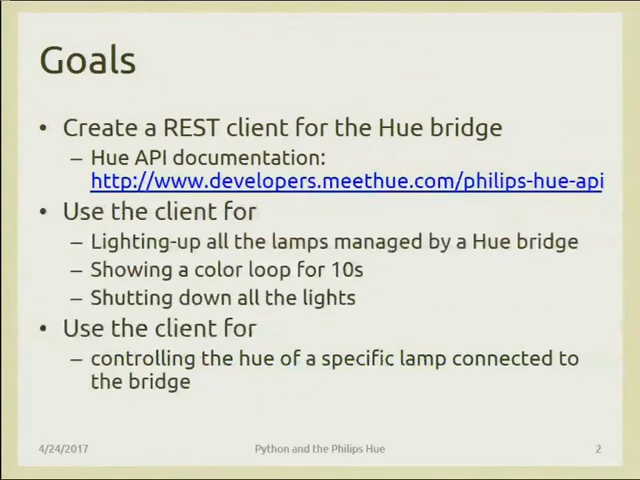 Goals
• Create a REST client for the Hue bridge
– Hue API documentation:
http://www.developers.meethue.com/philips-hue-api
• Use the client for
– Lighting-up all the lamps managed by a Hue bridge
– Showing a color loop for 10s
– Shutting down all the lights
• Use the client for
– controlling the hue of a specific lamp connected to
the bridge
4/24/2017
Python and the Philips Hue
2